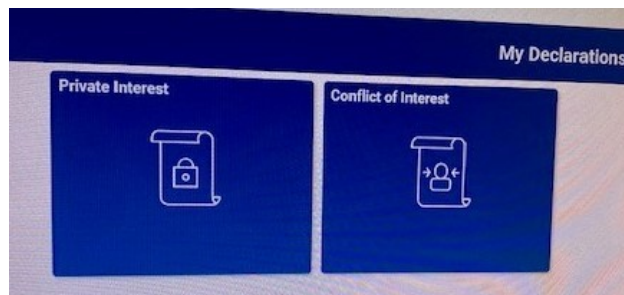 My Declarations
Private Interest
Conflict of Interest